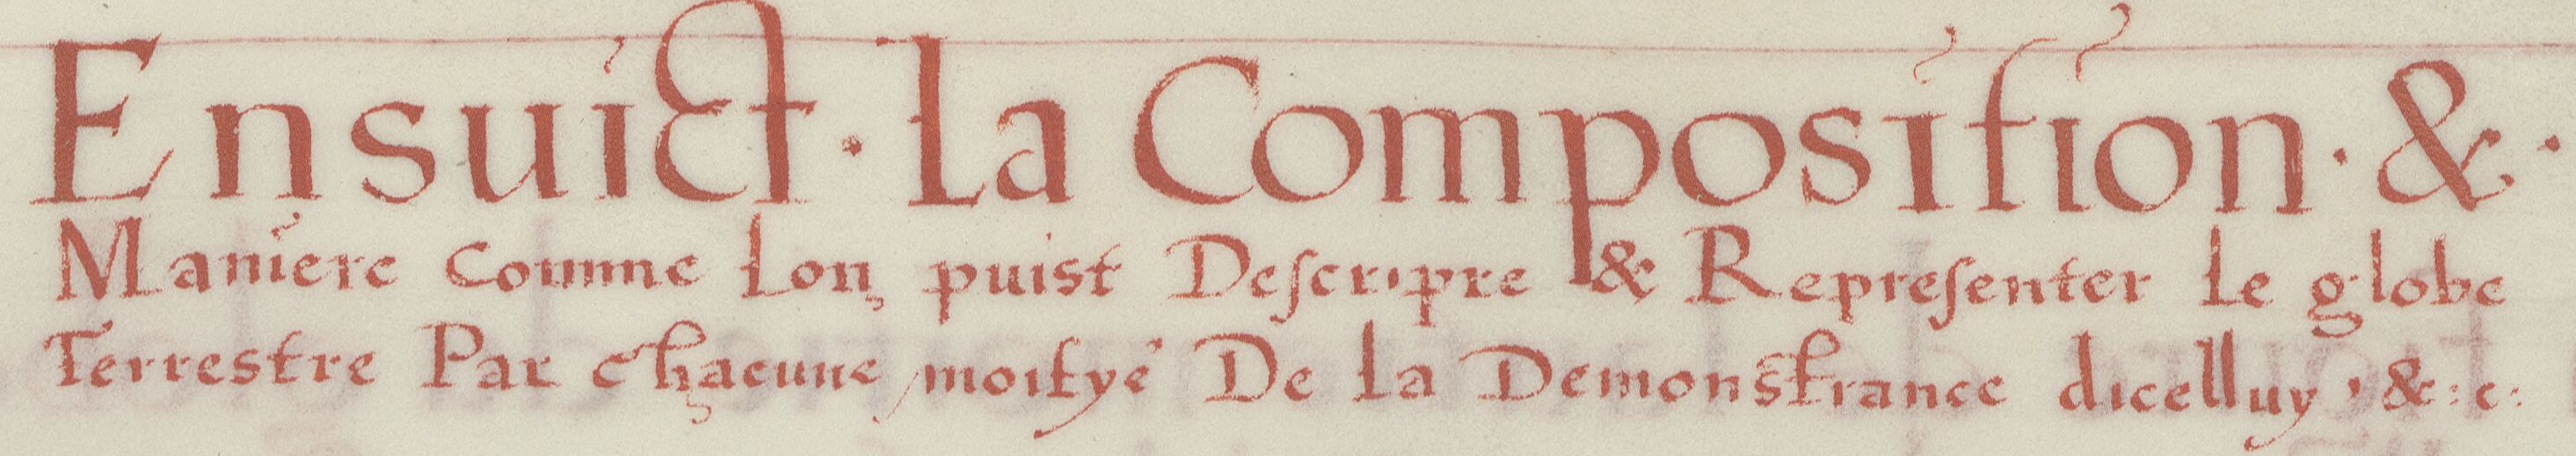 Ensuict · la Composition · & ·
Maniere comme lon puist Descripre & Representer le globe
Terrestre Par chacune moitye De la Demonstrance dicelluy , & : c :